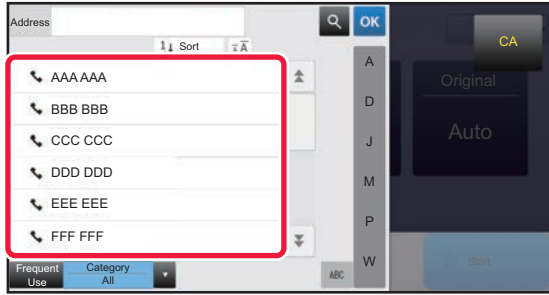 Address
OK
CA
Sort
A
AAA AAA
BBB BBB
CCC CCC
DDD DDD
EEE EEE
FFF FFF
A
D
J
M
P
W
Original
Auto
Frequent
Use
Category
All
ABC
Start